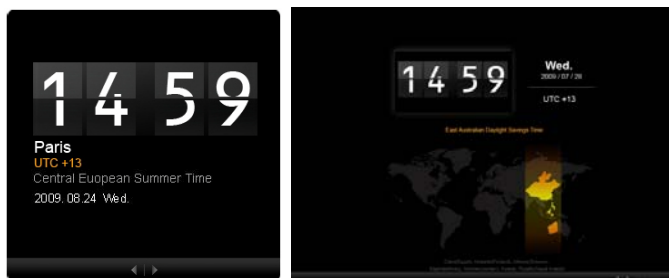 14 59
Paris
UTC +13
Central Euopean Summer Time
2009. 08.24 Wed.
14 59
Wed.
2009 / 07 / 29
UTC +13
East Australian Daylight Savings Time